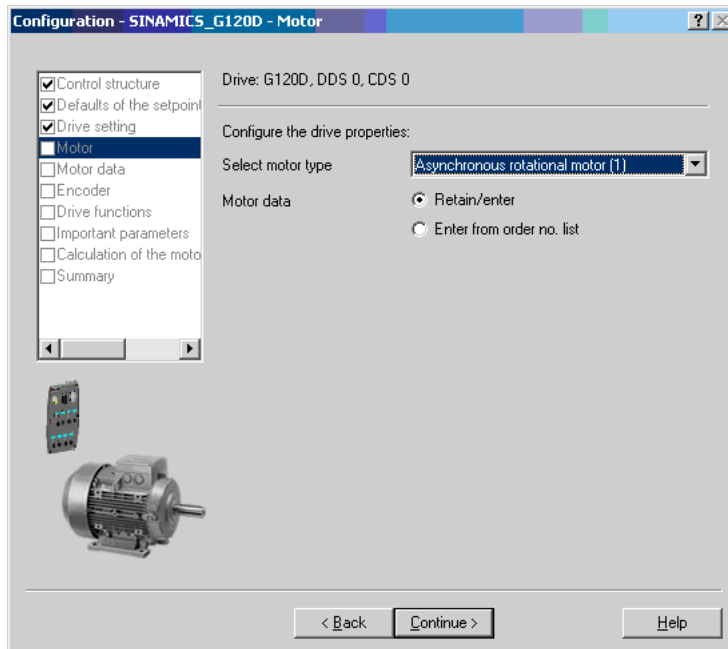 Configuration - SINAMICS_G120D - Motor
Control structure
Defaults of the setpoint
Drive setting
Motor
Motor data
Encoder
Drive functions
Important parameters
Calculation of the moto
Summary
Drive: G120D, DDS 0, CDS 0
Configure the drive properties:
Select motor type
Asynchronous rotational motor (1)
Motor data
Retain/enter
Enter from order no. list
< Back
Continue >
Help